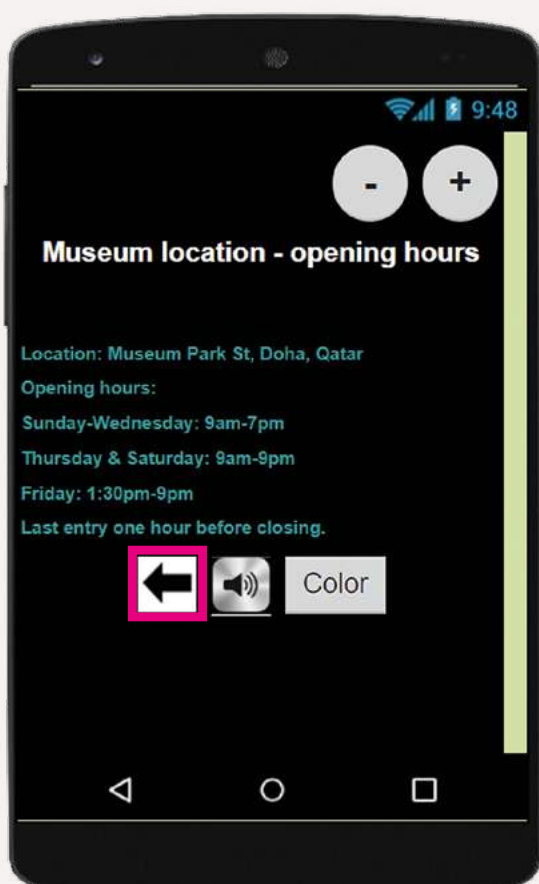 9:48
- +
Museum location - opening hours
Location: Museum Park St, Doha, Qatar
Opening hours:
Sunday-Wednesday: 9am-7pm
Thursday & Saturday: 9am-9pm
Friday: 1:30pm-9pm
Last entry one hour before closing.
Color